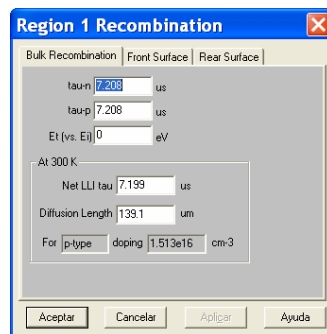 Region 1 Recombination
Bulk Recombination Front Surface Rear Surface
tau-n 7.208 us
tau-p 7.208 us
Et (vs. Ei) 0 eV
At 300 K
Net LLI tau 7.199 us
Diffusion Length 139.1 um
For p-type doping 1.513e16 cm-3
Aceptar Cancelar Aplicar Ayuda